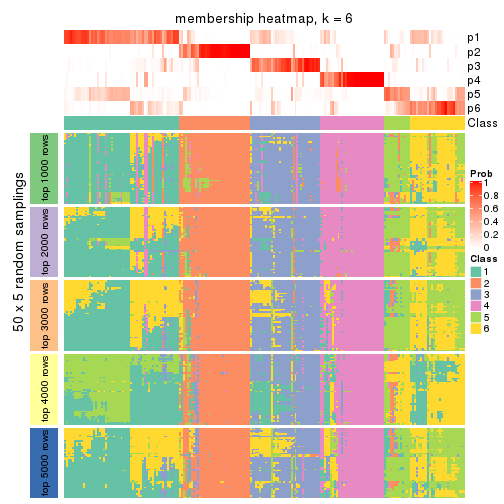 membership heatmap, k = 6
p1
p2
p3
p4
p5
p6
Class
50 x 5 random samplings
top 1000 rows
top 2000 rows
top 3000 rows
top 4000 rows
top 5000 rows
Prob
1
0.8
0.6
0.4
0.2
0
Class
1
2
3
4
5
6